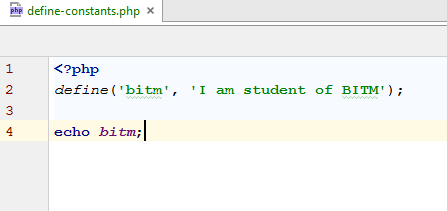 define-constants.php
1 <?php
2 define('bitm', 'I am student of BITM');
3
4 echo bitm;